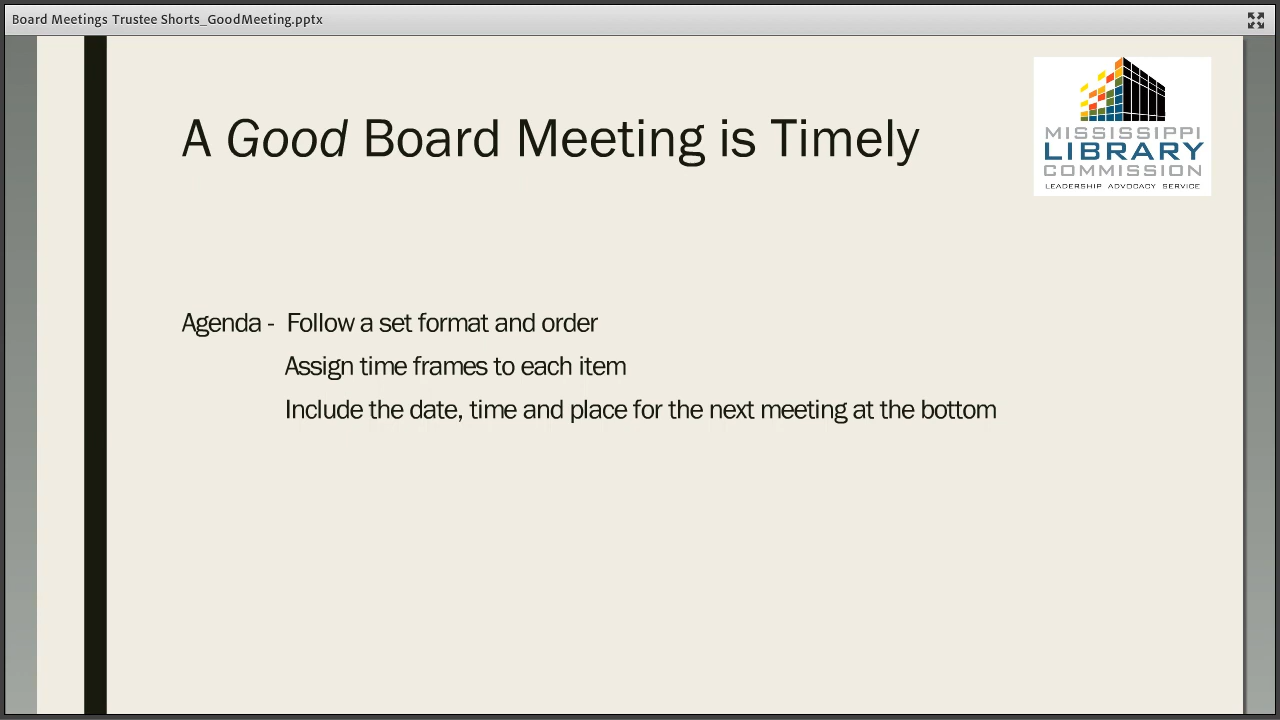 Board Meetings Trustee Shorts_GoodMeeting.pptx
A Good Board Meeting is Timely
MISSISSIPPI
LIBRARY
COMMISSION
LEADERSHIP ADVOCACY SERVICE
Agenda - Follow a set format and order
Assign time frames to each item
Include the date, time and place for the next meeting at the bottom